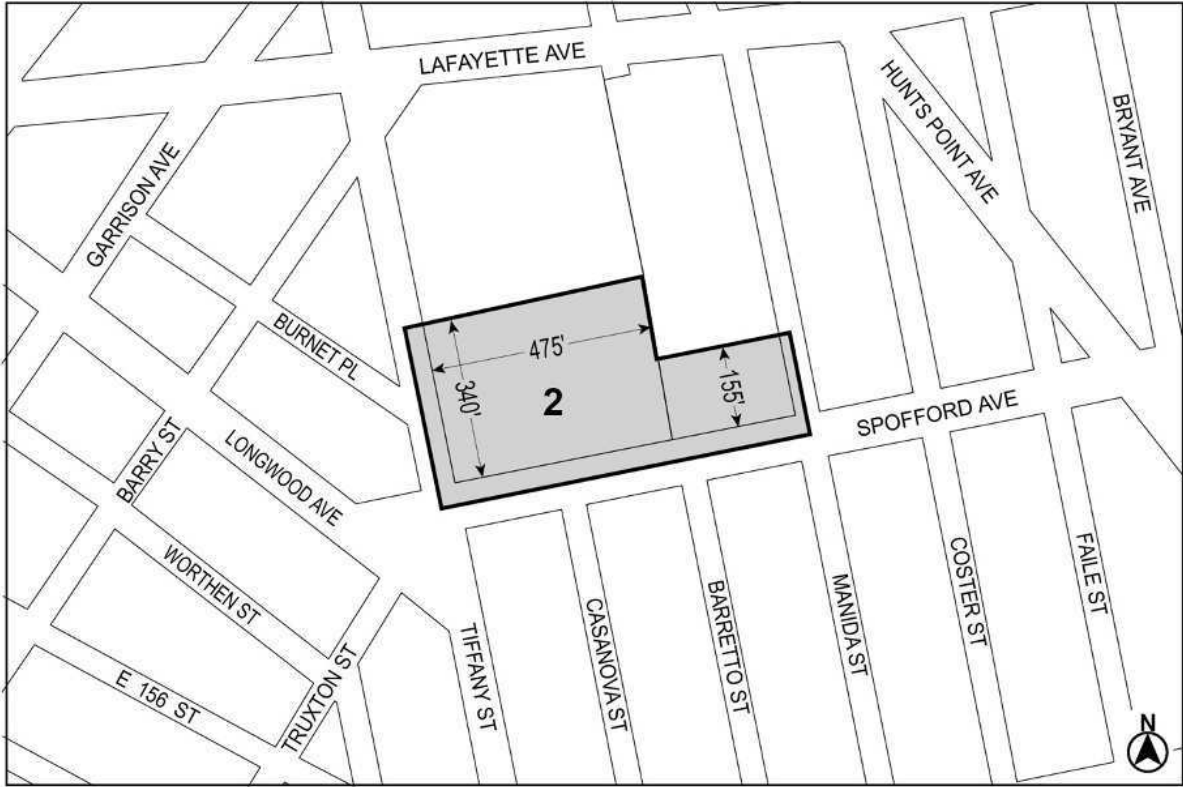 LAFAYETTE AVE
HUNTS POINT AVE
BRYANT AVE
GARRISON AVE
BURNET PL
475'
340'
2
155'
SPOFFORD AVE
BARRY ST
LONGWOOD AVE
WORTHEN ST
E 156 ST
TRUXTON ST
TIFFANY ST
CASANOVA ST
BARRETTO ST
MANIDA ST
COSTER ST
FAILE ST
N